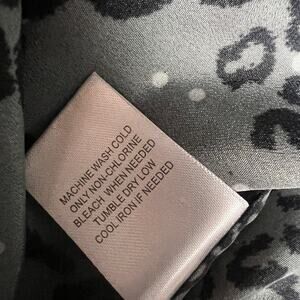 MACHINE WASH COLD
ONLY NON-CHLORINE
BLEACH WHEN NEEDED
TUMBLE DRY LOW
COOL IRON IF NEEDED